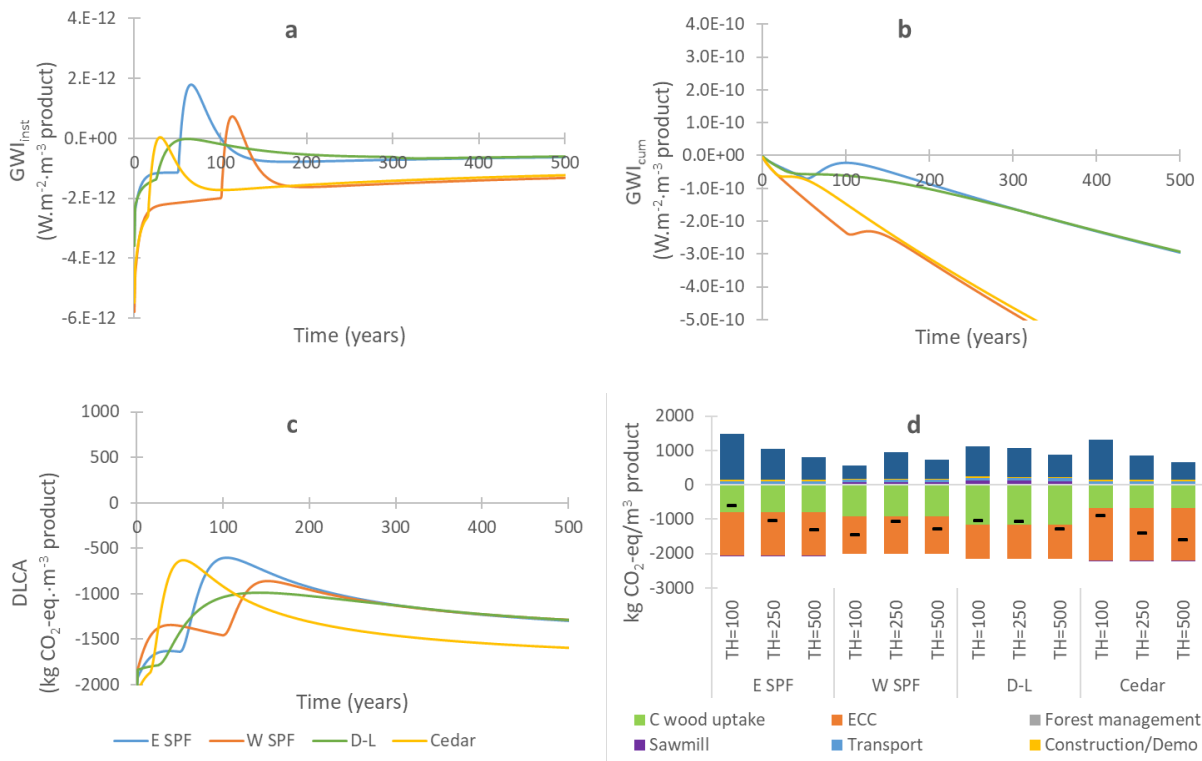 a
4.E-12
2.E-12
0.E+00
-2.E-12
-4.E-12
-6.E-12
0 100 200 300 400 500
GWIinst
(W.m-2·m-3 product)
Time (years)
b
4.0E-10
3.0E-10
2.0E-10
1.0E-10
0.0E+00
-1.0E-10
-2.0E-10
-3.0E-10
-4.0E-10
-5.0E-10
0 100 200 300 400 500
GWIcum
(W.m-2·m-3 product)
Time (years)
c
1000
500
0
-500
-1000
-1500
-2000
0 100 200 300 400 500
DLCA
(kg CO2-eq.·m-3 product)
Time (years)
E SPF W SPF D-L Cedar
d
2000
1000
0
-1000
-2000
-3000
kg CO2-eq/m3 product
TH=100 TH=250 TH=500 TH=100 TH=250 TH=500 TH=100 TH=250 TH=500 TH=100 TH=250 TH=500
E SPF W SPF D-L Cedar
C wood uptake ECC Forest management
Sawmill Transport Construction/Demo